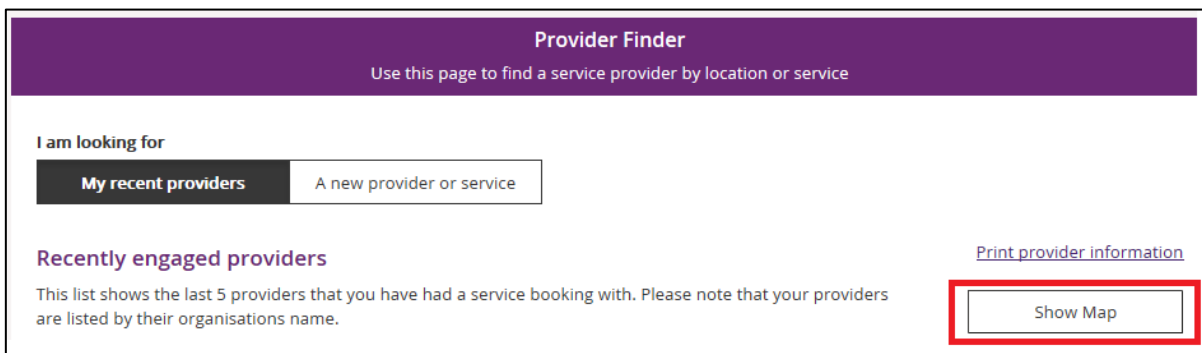 Provider Finder
Use this page to find a service provider by location or service
I am looking for
My recent providers
A new provider or service
Recently engaged providers
Print provider information
This list shows the last 5 providers that you have had a service booking with. Please note that your providers
are listed by their organisations name.
Show Map